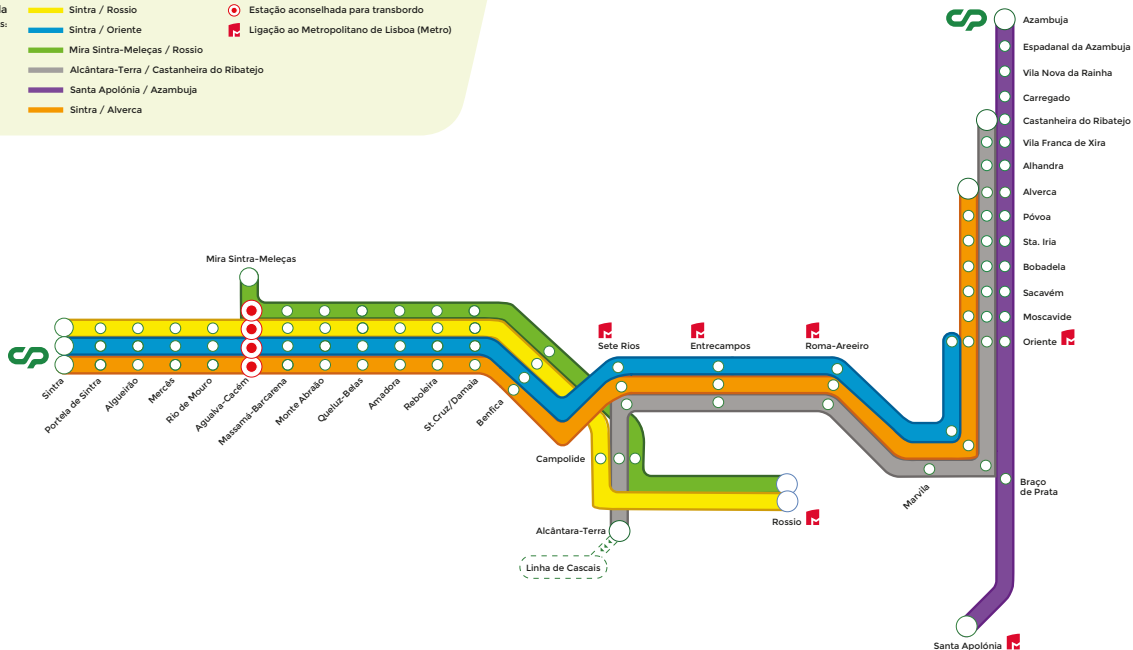 da
s:
Sintra / Rossio
Sintra / Oriente
Mira Sintra-Meleças / Rossio
Alcântara-Terra / Castanheira do Ribatejo
Santa Apolónia / Azambuja
Sintra / Alverca
Estação aconselhada para transbordo
Ligação ao Metropolitano de Lisboa (Metro)
CP
Azambuja
Espadanal da Azambuja
Vila Nova da Rainha
Carregado
Castanheira do Ribatejo
Vila Franca de Xira
Alhandra
Alverca
Póvoa
Sta. Iria
Bobadela
Sacavém
Moscavide
Oriente
Mira Sintra-Meleças
CP
Sintra
Portela de Sintra
Algueirão
Mercês
Rio de Mouro
Agualva-Cacém
Massamá-Barcarena
Monte Abraão
Queluz-Belas
Amadora
Reboleira
St.Cruz/Damaia
Benfica
Sete Rios
Entrecampos
Roma-Areeiro
Campolide
Marvila
Braço
de Prata
Rossio
Alcântara-Terra
Linha de Cascais
Santa Apolónia